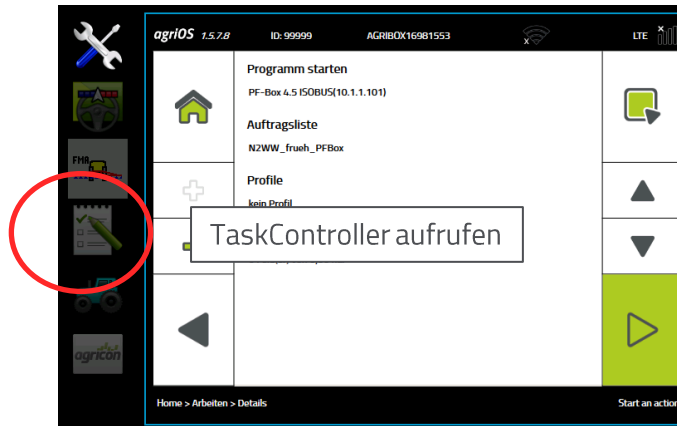 agriOS 1.5.7.8 ID: 99999 AGRIBOX16981553 x LTE x
Programm starten
PF-Box 4.5 ISOBUS(10.1.1.101)
Auftragsliste
N2WW_frueh_PFBox
FMA
Profile
kein Profil
TaskController aufrufen
agricon
Home > Arbeiten > Details Start an action